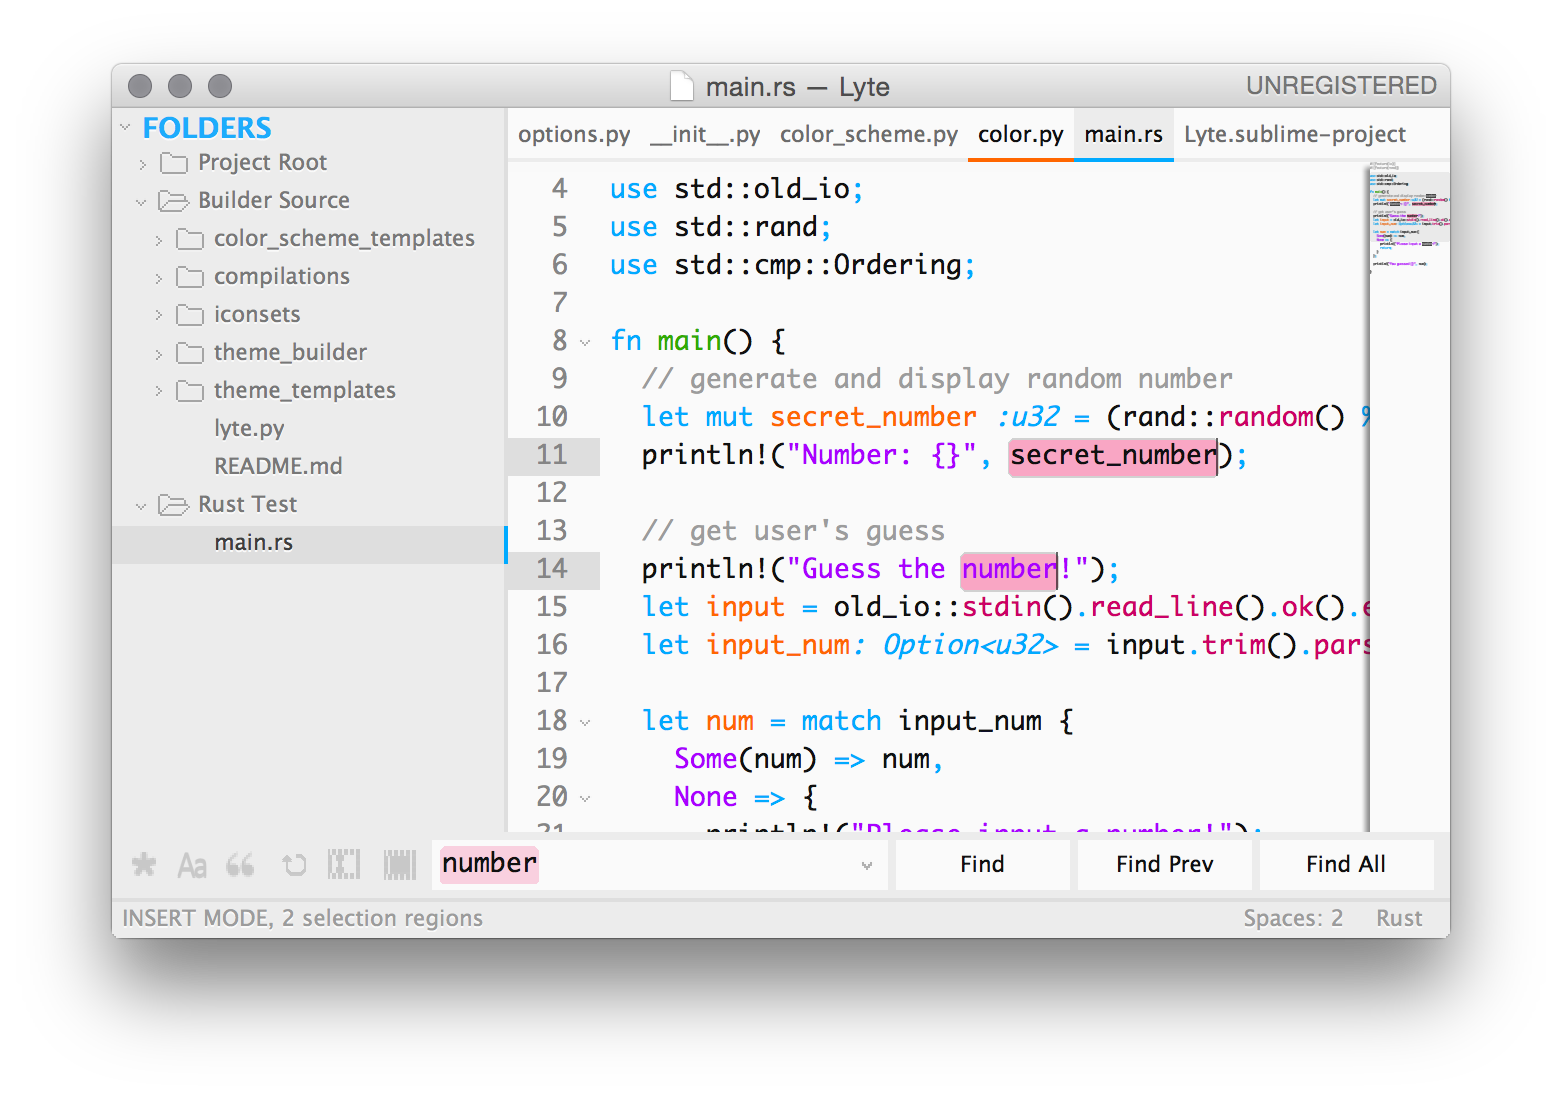 main.rs — Lyte
UNREGISTERED
FOLDERS
Project Root
Builder Source
color_scheme_templates
compilations
iconsets
theme_builder
theme_templates
lyte.py
README.md
Rust Test
main.rs
options.py __init__.py color_scheme.py color.py main.rs Lyte.sublime-project
4 use std::old_io;
5 use std::rand;
6 use std::cmp::Ordering;
7
8 fn main() {
9 // generate and display random number
10 let mut secret_number :u32 = (rand::random() %
11 println!("Number: {}", secret_number);
12
13 // get user's guess
14 println!("Guess the number!");
15 let input = old_io::stdin().read_line().ok().e
16 let input_num: Option<u32> = input.trim().pars
17
18 let num = match input_num {
19 Some(num) => num,
20 None => {
21 println!("Please input a number!");
Aa
number
Find Find Prev Find All
INSERT MODE, 2 selection regions
Spaces: 2 Rust